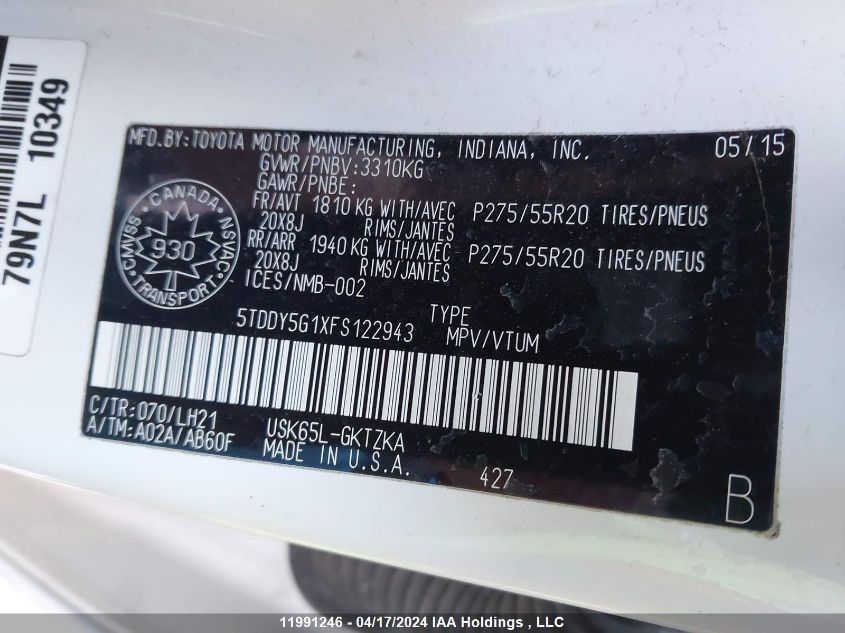 79N7L 10349
MFD.BY:TOYOTA MOTOR MANUFACTURING, INDIANA, INC. 05/15
GVWR/PNBV:3310KG
GAWR/PNBE:
FR/AVT 1810 KG WITH/AVEC P275/55R20 TIRES/PNEUS
20X8J RIMS/JANTES
RR/ARR 1940 KG WITH/AVEC P275/55R20 TIRES/PNEUS
20X8J RIMS/JANTES
ICES/NMB-002
CANADA
CMVSS 930 NSVAC
TRANSPORT
5TDDY5G1XFS122943 TYPE
MPV/VTUM
C/TR:070/LH21 USK65L-GKTZKA
A/TM:A02A/AB60F MADE IN U.S.A.
427
B
11991246 - 04/17/2024 IAA Holdings , LLC